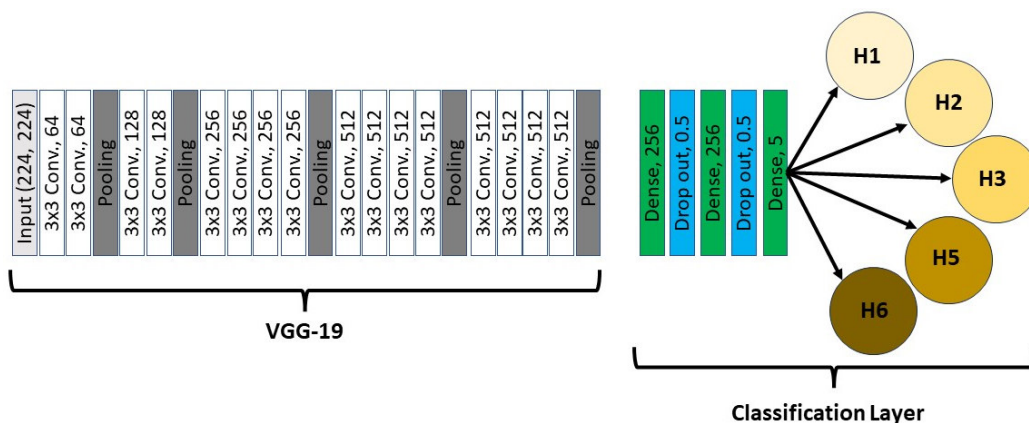 Input (224, 224)
3x3 Conv., 64
3x3 Conv., 64
Pooling
3x3 Conv., 128
3x3 Conv., 128
Pooling
3x3 Conv., 256
3x3 Conv., 256
3x3 Conv., 256
3x3 Conv., 256
Pooling
3x3 Conv., 512
3x3 Conv., 512
3x3 Conv., 512
3x3 Conv., 512
Pooling
3x3 Conv., 512
3x3 Conv., 512
3x3 Conv., 512
3x3 Conv., 512
Pooling
VGG-19
Dense, 256
Drop out, 0.5
Dense, 256
Drop out, 0.5
Dense, 5
H1
H2
H3
H5
H6
Classification Layer